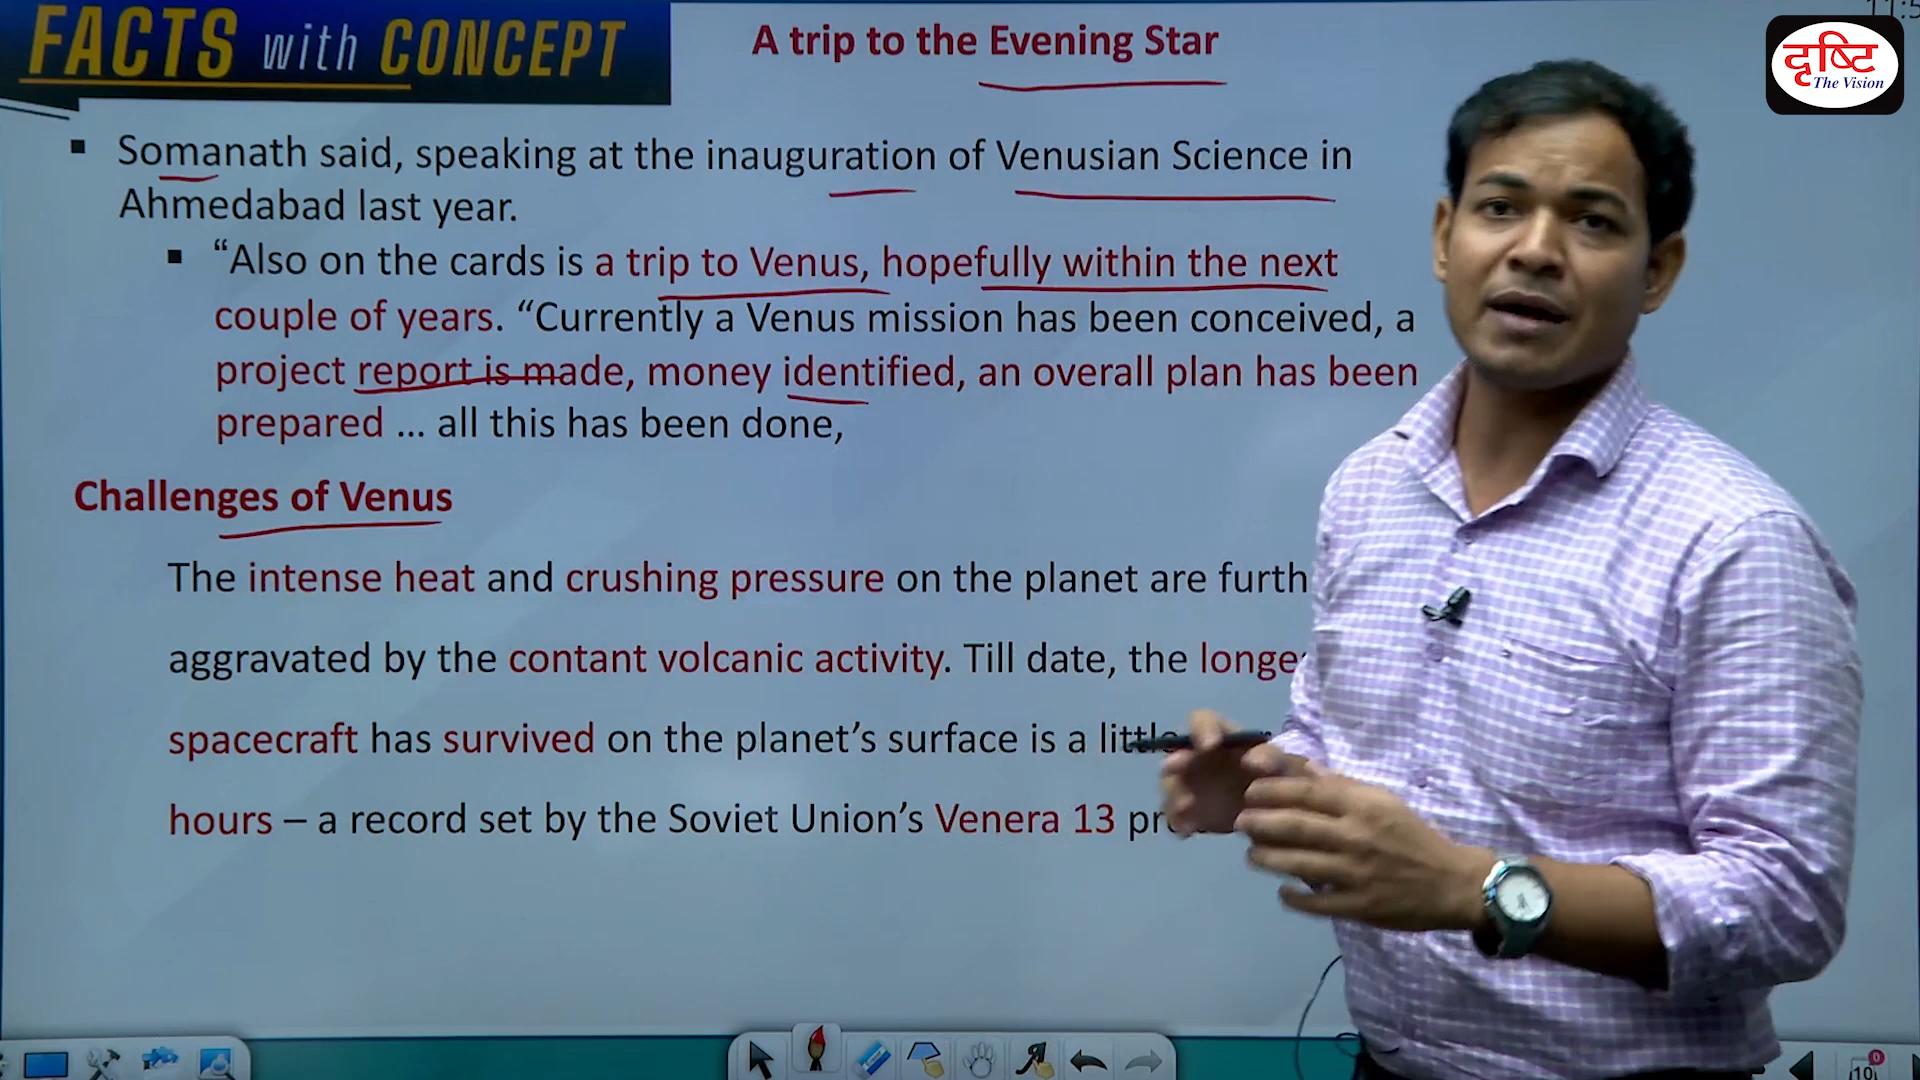 FACTS with CONCEPT
A trip to the Evening Star
11:5
दृष्टि
The Vision
Somanath said, speaking at the inauguration of Venusian Science in
Ahmedabad last year.
“Also on the cards is a trip to Venus, hopefully within the next
couple of years. “Currently a Venus mission has been conceived, a
project report is made, money identified, an overall plan has been
prepared ... all this has been done,
Challenges of Venus
The intense heat and crushing pressure on the planet are
aggravated by the contant volcanic activity. Till date, the
spacecraft has survived on the planet’s surface is a little
hours – a record set by the Soviet Union’s Venera 13
0
10